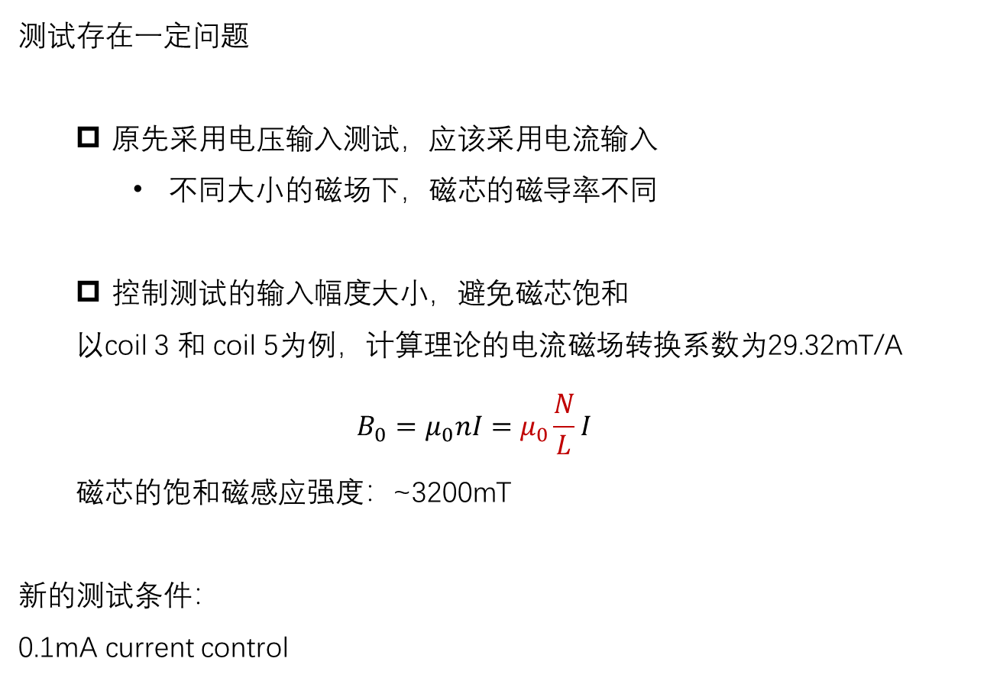 测试存在一定问题
原先采用电压输入测试，应该采用电流输入
• 不同大小的磁场下，磁芯的磁导率不同
控制测试的输入幅度大小，避免磁芯饱和
以coil 3 和 coil 5为例，计算理论的电流磁场转换系数为29.32mT/A
B₀ = μ₀nI = μ₀ N/L I
磁芯的饱和磁感应强度：~3200mT
新的测试条件：
0.1mA current control